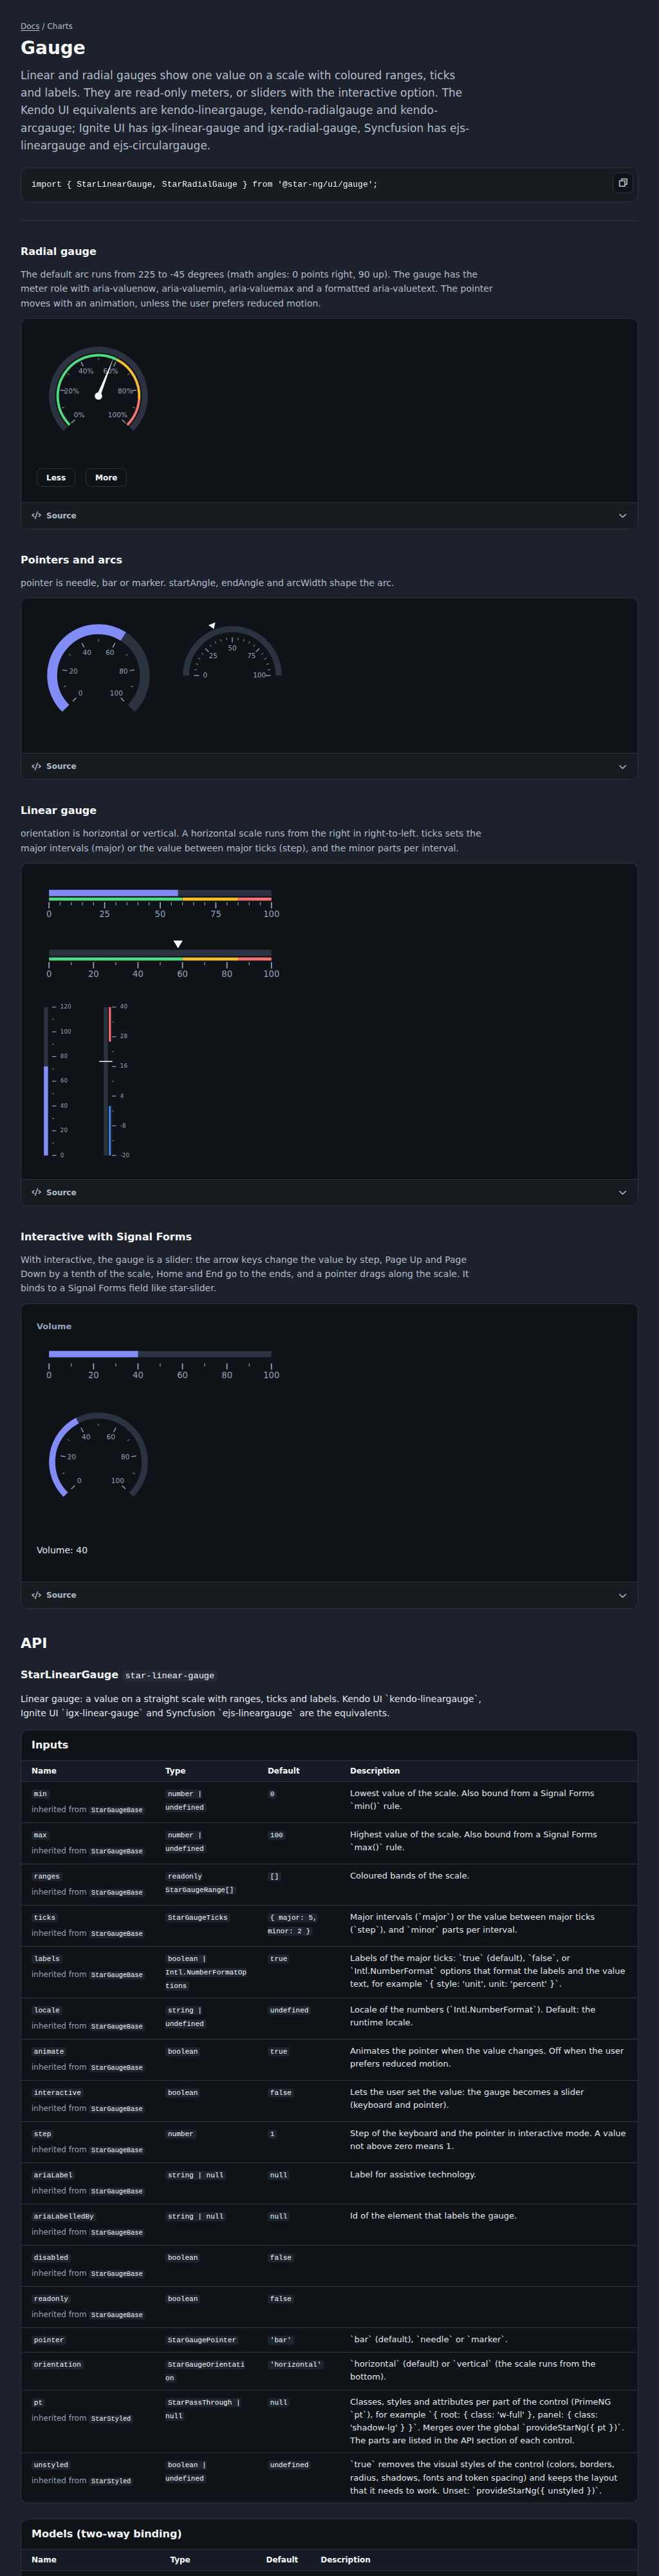 Docs / Charts
Gauge
Linear and radial gauges show one value on a scale with coloured ranges, ticks
and labels. They are read-only meters, or sliders with the interactive option. The
Kendo UI equivalents are kendo-lineargauge, kendo-radialgauge and kendo-
arcgauge; Ignite UI has igx-linear-gauge and igx-radial-gauge, Syncfusion has ejs-
lineargauge and ejs-circulargauge.
import { StarLinearGauge, StarRadialGauge } from '@star-ng/ui/gauge';
Radial gauge
The default arc runs from 225 to -45 degrees (math angles: 0 points right, 90 up). The gauge has the
meter role with aria-valuenow, aria-valuemin, aria-valuemax and a formatted aria-valuetext. The pointer
moves with an animation, unless the user prefers reduced motion.
40% 60%
20% 80%
0% 100%
Less More
Source
Pointers and arcs
pointer is needle, bar or marker. startAngle, endAngle and arcWidth shape the arc.
40 60
20 80
0 100
50
25 75
0 100
Source
Linear gauge
orientation is horizontal or vertical. A horizontal scale runs from the right in right-to-left. ticks sets the
major intervals (major) or the value between major ticks (step), and the minor parts per interval.
0 25 50 75 100
0 20 40 60 80 100
120 40
100 28
80 16
60 4
40 -8
20
0 -20
Source
Interactive with Signal Forms
With interactive, the gauge is a slider: the arrow keys change the value by step, Page Up and Page
Down by a tenth of the scale, Home and End go to the ends, and a pointer drags along the scale. It
binds to a Signal Forms field like star-slider.
Volume
0 20 40 60 80 100
40 60
20 80
0 100
Volume: 40
Source
API
StarLinearGauge star-linear-gauge
Linear gauge: a value on a straight scale with ranges, ticks and labels. Kendo UI `kendo-lineargauge`,
Ignite UI `igx-linear-gauge` and Syncfusion `ejs-lineargauge` are the equivalents.
Inputs
Name Type Default Description
min number | 0 Lowest value of the scale. Also bound from a Signal Forms
inherited from StarGaugeBase undefined `min()` rule.
max number | 100 Highest value of the scale. Also bound from a Signal Forms
inherited from StarGaugeBase undefined `max()` rule.
ranges readonly [] Coloured bands of the scale.
inherited from StarGaugeBase StarGaugeRange[]
ticks StarGaugeTicks { major: 5, Major intervals (`major`) or the value between major ticks
inherited from StarGaugeBase minor: 2 } (`step`), and `minor` parts per interval.
labels boolean | true Labels of the major ticks: `true` (default), `false`, or
inherited from StarGaugeBase Intl.NumberFormatOp `Intl.NumberFormat` options that format the labels and the value
tions text, for example `{ style: 'unit', unit: 'percent' }`.
locale string | undefined Locale of the numbers (`Intl.NumberFormat`). Default: the
inherited from StarGaugeBase undefined runtime locale.
animate boolean true Animates the pointer when the value changes. Off when the user
inherited from StarGaugeBase prefers reduced motion.
interactive boolean false Lets the user set the value: the gauge becomes a slider
inherited from StarGaugeBase (keyboard and pointer).
step number 1 Step of the keyboard and the pointer in interactive mode. A value
inherited from StarGaugeBase not above zero means 1.
ariaLabel string | null null Label for assistive technology.
inherited from StarGaugeBase
ariaLabelledBy string | null null Id of the element that labels the gauge.
inherited from StarGaugeBase
disabled boolean false
inherited from StarGaugeBase
readonly boolean false
inherited from StarGaugeBase
pointer StarGaugePointer 'bar' `bar` (default), `needle` or `marker`.
orientation StarGaugeOrientati 'horizontal' `horizontal` (default) or `vertical` (the scale runs from the
on bottom).
pt StarPassThrough | null Classes, styles and attributes per part of the control (PrimeNG
inherited from StarStyled null `pt`), for example `{ root: { class: 'w-full' }, panel: { class:
'shadow-lg' } }`. Merges over the global `provideStarNg({ pt })`.
The parts are listed in the API section of each control.
unstyled boolean | undefined `true` removes the visual styles of the control (colors, borders,
inherited from StarStyled undefined radius, shadows, fonts and token spacing) and keeps the layout
that it needs to work. Unset: `provideStarNg({ unstyled })`.
Models (two-way binding)
Name Type Default Description